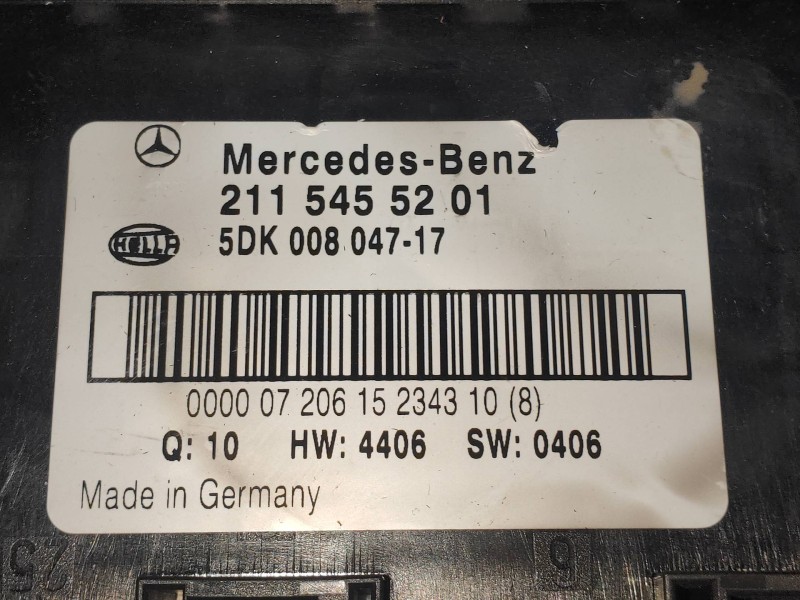 Mercedes-Benz
211 545 52 01
HELLA
5DK 008 047-17
0000 07 206 15 2343 10 (8)
Q: 10 HW: 4406 SW: 0406
Made in Germany
25